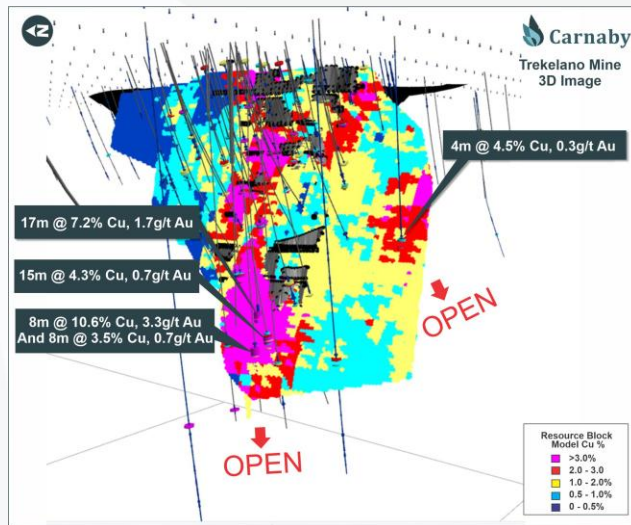 N
Carnaby
Trekelano Mine
3D Image
4m @ 4.5% Cu, 0.3g/t Au
17m @ 7.2% Cu, 1.7g/t Au
15m @ 4.3% Cu, 0.7g/t Au
8m @ 10.6% Cu, 3.3g/t Au
And 8m @ 3.5% Cu, 0.7g/t Au
OPEN
OPEN
Resource Block
Model Cu %
>3.0%
2.0 - 3.0
1.0 - 2.0%
0.5 - 1.0%
0 - 0.5%